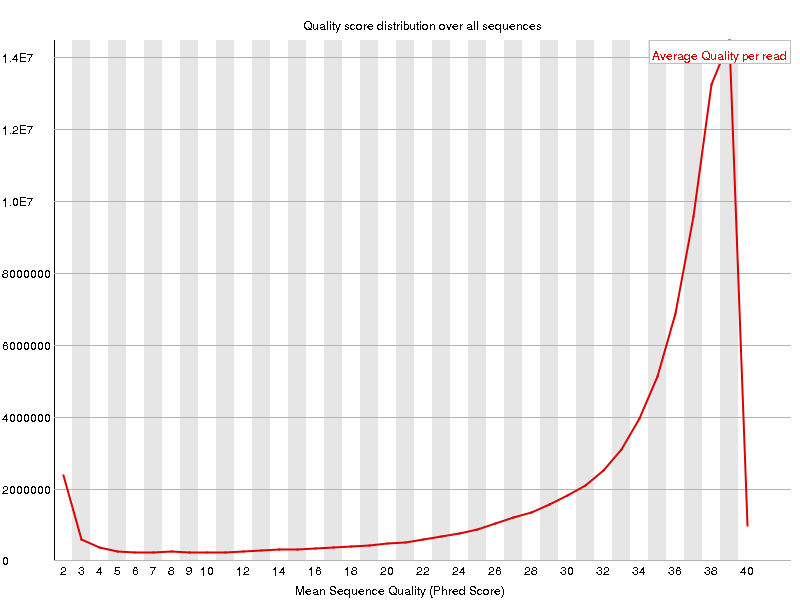 Quality score distribution over all sequences
Average Quality per read
1.4E7
1.2E7
1.0E7
8000000
6000000
4000000
2000000
0
2 3 4 5 6 7 8 9 10 12 14 16 18 20 22 24 26 28 30 32 34 36 38 40
Mean Sequence Quality (Phred Score)